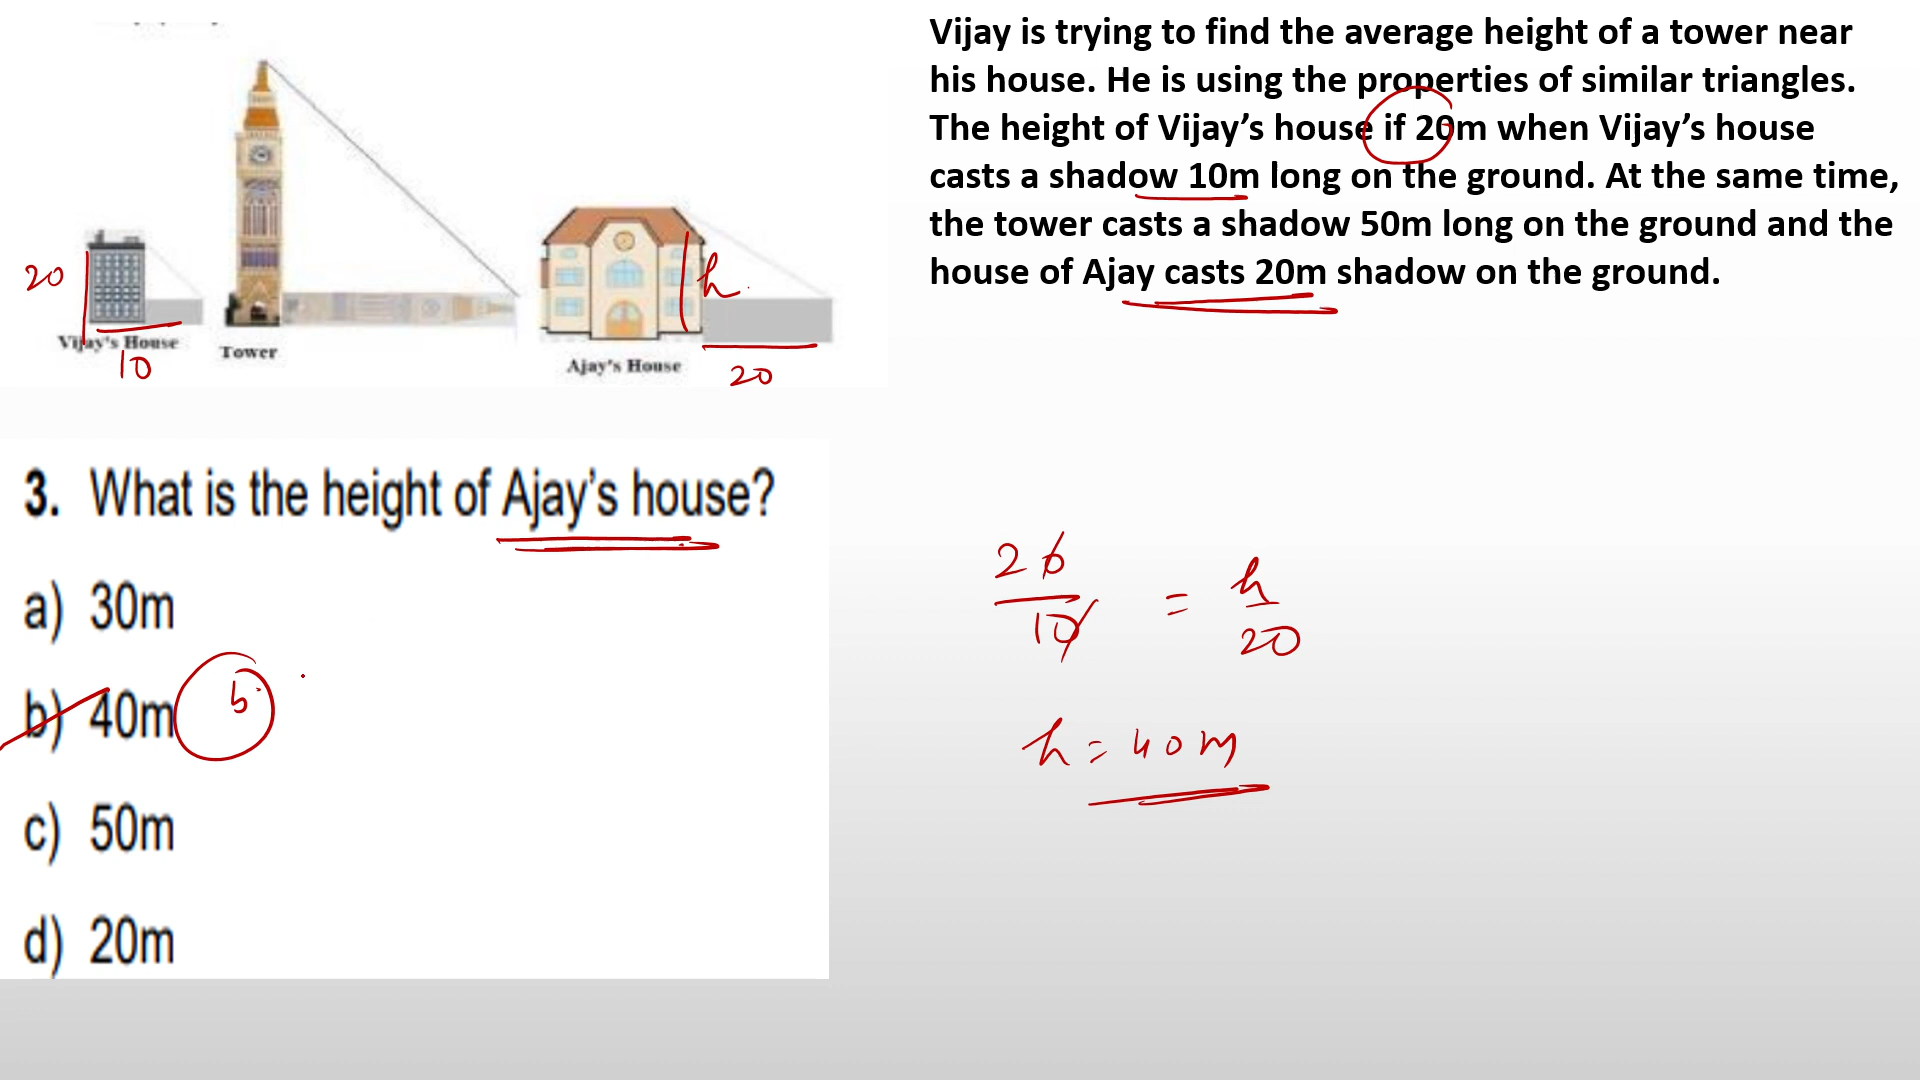 Vijay is trying to find the average height of a tower near
his house. He is using the properties of similar triangles.
The height of Vijay's house if 20m when Vijay's house
casts a shadow 10m long on the ground. At the same time,
the tower casts a shadow 50m long on the ground and the
house of Ajay casts 20m shadow on the ground.
20
h
Vijay's House
Tower
Ajay's House
10
20
3. What is the height of Ajay's house?
a) 30m
b) 40m
5
c) 50m
d) 20m
20
10
=
h
20
h = 40m